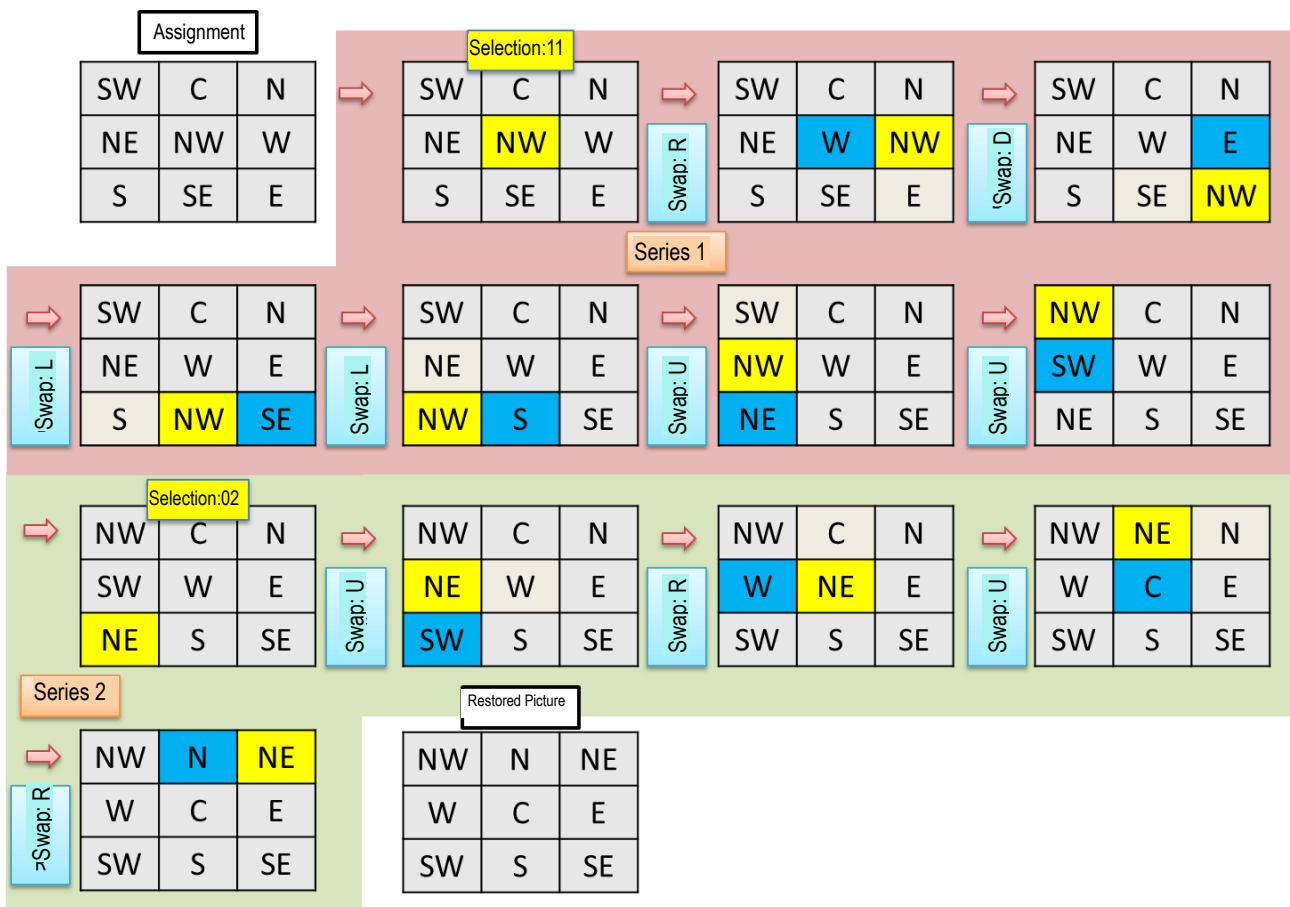 Assignment
SW C N
NE NW W
S SE E
Selection:11
SW C N
NE NW W
S SE E
Swap: R
SW C N
NE W NW
S SE E
Swap: D
SW C N
NE W E
S SE NW
Series 1
Swap: L
SW C N
NE W E
S NW SE
Swap: L
SW C N
NE W E
NW S SE
Swap: U
SW C N
NW W E
NE S SE
Swap: U
NW C N
SW W E
NE S SE
Selection:02
NW C N
SW W E
NE S SE
Swap: U
NW C N
NE W E
SW S SE
Swap: R
NW C N
W NE E
SW S SE
Swap: U
NW NE N
W C E
SW S SE
Series 2
Swap: R
NW N NE
W C E
SW S SE
Restored Picture
NW N NE
W C E
SW S SE